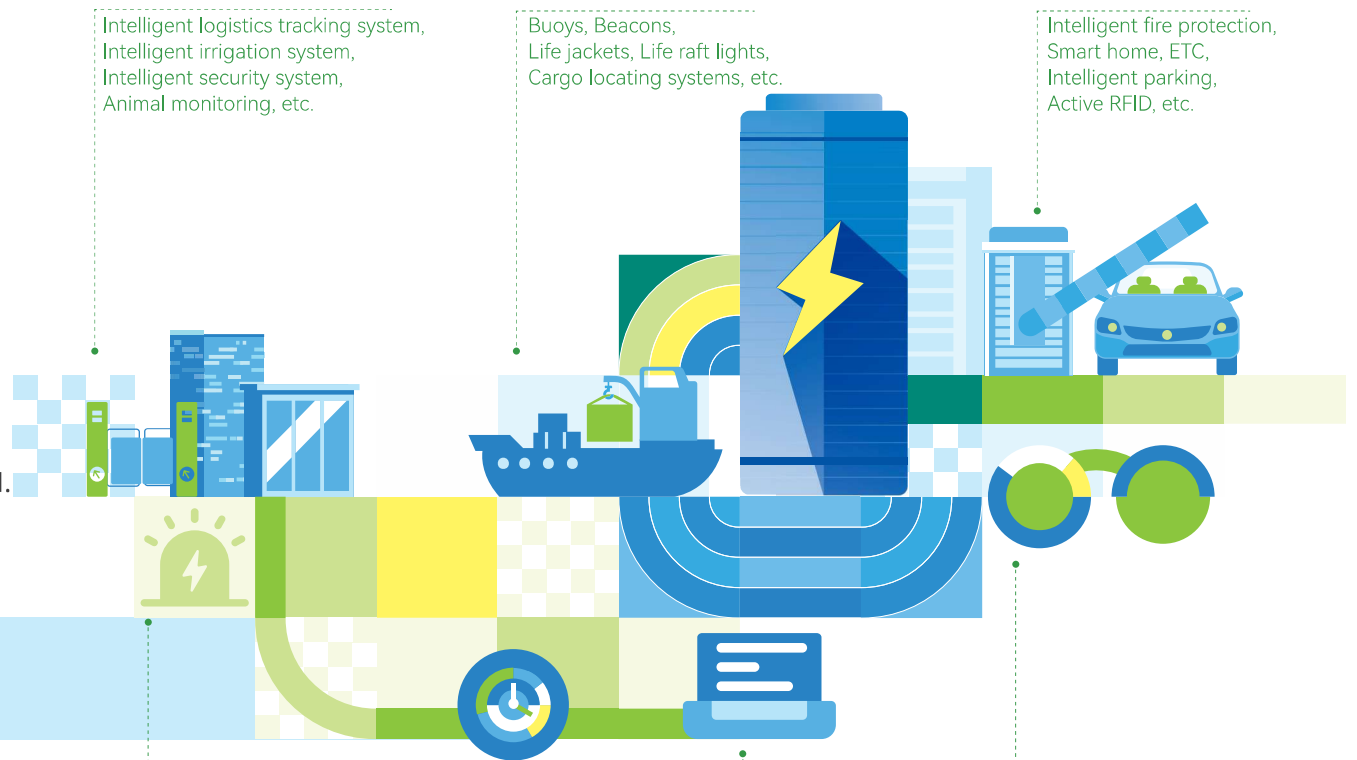 Intelligent logistics tracking system,
Intelligent irrigation system,
Intelligent security system,
Animal monitoring, etc.
Buoys, Beacons,
Life jackets, Life raft lights,
Cargo locating systems, etc.
Intelligent fire protection,
Smart home, ETC,
Intelligent parking,
Active RFID, etc.